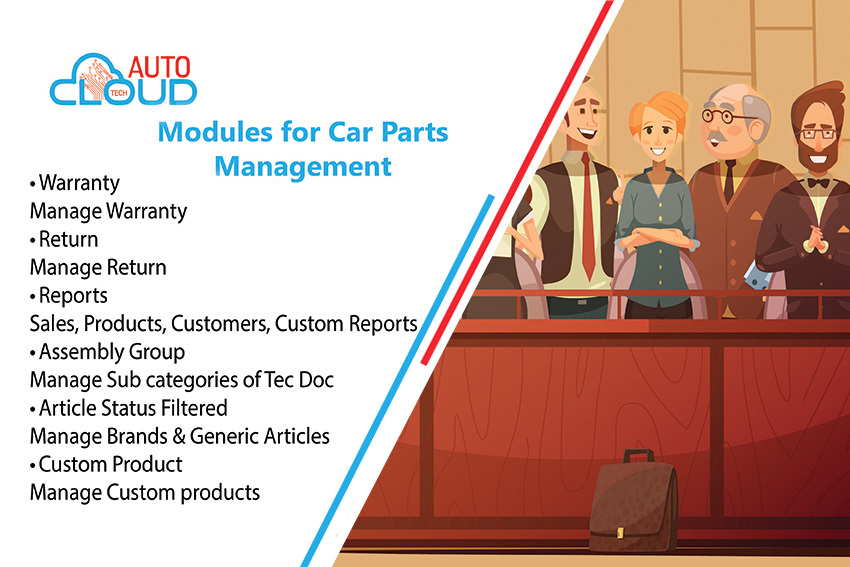 AUTO
CLOUD
TECH
Modules for Car Parts
Management
• Warranty
Manage Warranty
• Return
Manage Return
• Reports
Sales, Products, Customers, Custom Reports
• Assembly Group
Manage Sub categories of Tec Doc
• Article Status Filtered
Manage Brands & Generic Articles
• Custom Product
Manage Custom products